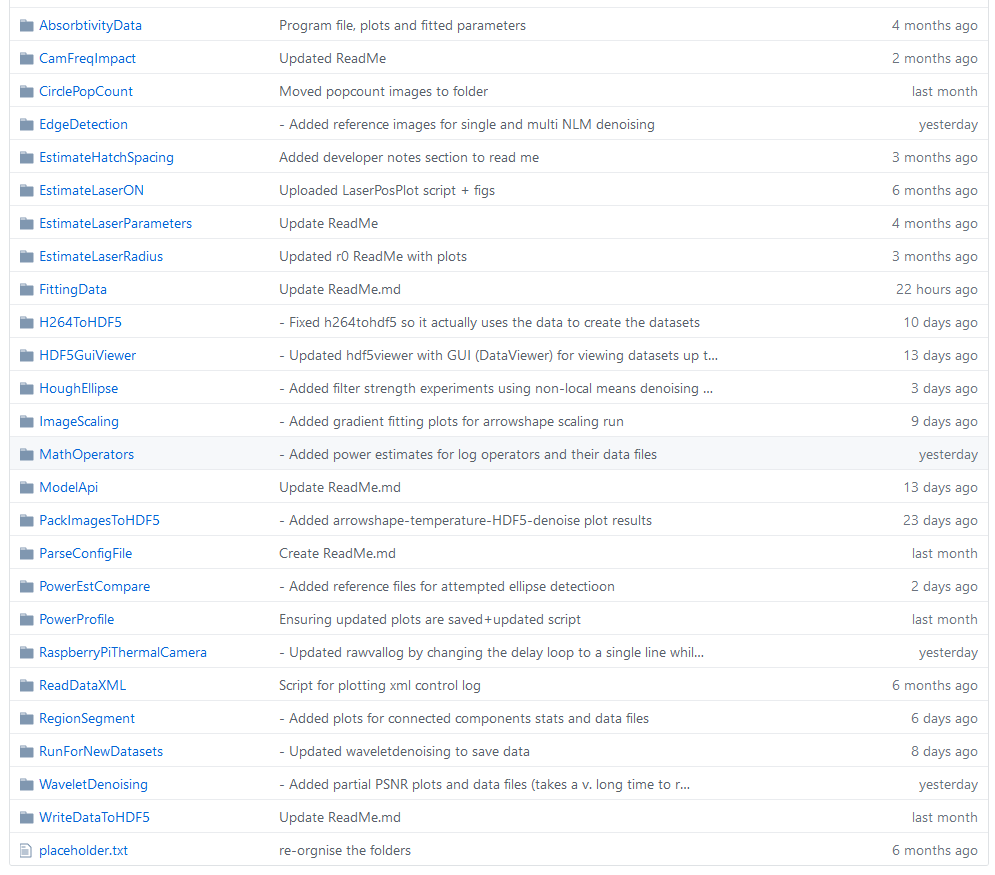 AbsorbtivityData Program file, plots and fitted parameters 4 months ago
CamFreqImpact Updated ReadMe 2 months ago
CirclePopCount Moved popcount images to folder last month
EdgeDetection - Added reference images for single and multi NLM denoising yesterday
EstimateHatchSpacing Added developer notes section to read me 3 months ago
EstimateLaserON Uploaded LaserPosPlot script + figs 6 months ago
EstimateLaserParameters Update ReadMe 4 months ago
EstimateLaserRadius Updated r0 ReadMe with plots 3 months ago
FittingData Update ReadMe.md 22 hours ago
H264ToHDF5 - Fixed h264tohdf5 so it actually uses the data to create the datasets 10 days ago
HDF5GuiViewer - Updated hdf5viewer with GUI (DataViewer) for viewing datasets up t... 13 days ago
HoughEllipse - Added filter strength experiments using non-local means denoising ... 3 days ago
ImageScaling - Added gradient fitting plots for arrowshape scaling run 9 days ago
MathOperators - Added power estimates for log operators and their data files yesterday
ModelApi Update ReadMe.md 13 days ago
PackImagesToHDF5 - Added arrowshape-temperature-HDF5-denoise plot results 23 days ago
ParseConfigFile Create ReadMe.md last month
PowerEstCompare - Added reference files for attempted ellipse detectioon 2 days ago
PowerProfile Ensuring updated plots are saved+updated script last month
RaspberryPiThermalCamera - Updated rawvallog by changing the delay loop to a single line whil... yesterday
ReadDataXML Script for plotting xml control log 6 months ago
RegionSegment - Added plots for connected components stats and data files 6 days ago
RunForNewDatasets - Updated waveletdenoising to save data 8 days ago
WaveletDenoising - Added partial PSNR plots and data files (takes a v. long time to r... yesterday
WriteDataToHDF5 Update ReadMe.md last month
placeholder.txt re-orgnise the folders 6 months ago